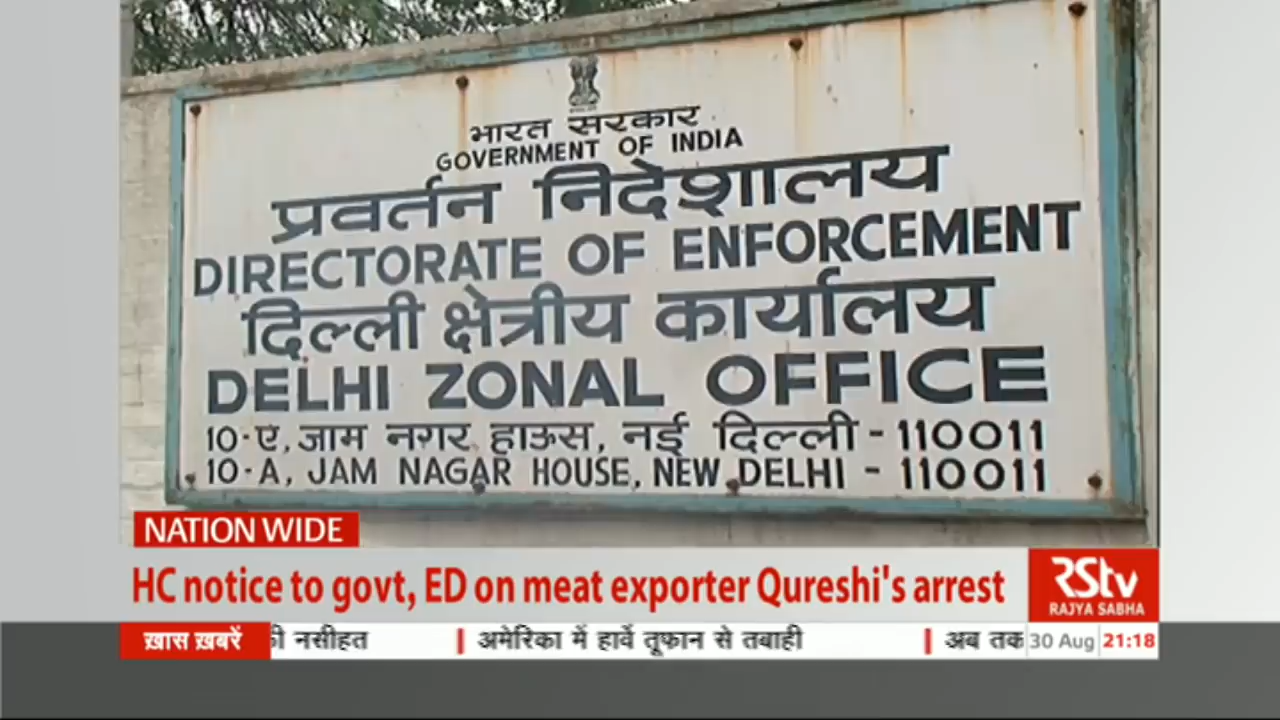 भारत सरकार
GOVERNMENT OF INDIA
प्रवर्तन निदेशालय
DIRECTORATE OF ENFORCEMENT
दिल्ली क्षेत्रीय कार्यालय
DELHI ZONAL OFFICE
10-ए, जाम नगर हाऊस, नई दिल्ली - 110011
10-A, JAM NAGAR HOUSE, NEW DELHI - 110011
NATION WIDE
HC notice to govt, ED on meat exporter Qureshi's arrest
RStv
RAJYA SABHA
ख़ास ख़बरें नसीहत | अमेरिका में हार्वे तूफान से तबाही | अब तक 30 Aug 21:18